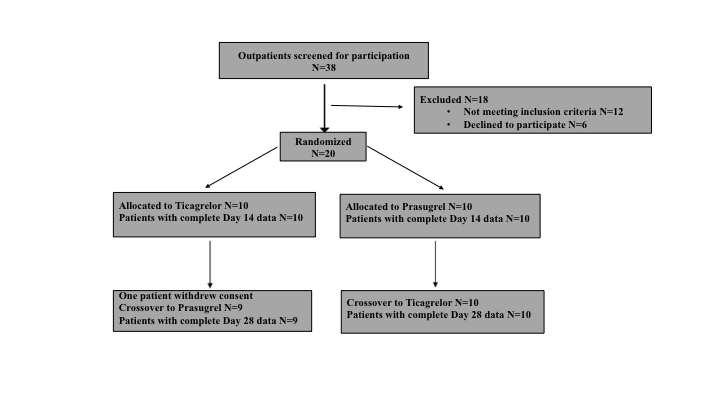 Outpatients screened for participation
N=38
Excluded N=18
• Not meeting inclusion criteria N=12
• Declined to participate N=6
Randomized
N=20
Allocated to Ticagrelor N=10
Patients with complete Day 14 data N=10
Allocated to Prasugrel N=10
Patients with complete Day 14 data N=10
One patient withdrew consent
Crossover to Prasugrel N=9
Patients with complete Day 28 data N=9
Crossover to Ticagrelor N=10
Patients with complete Day 28 data N=10